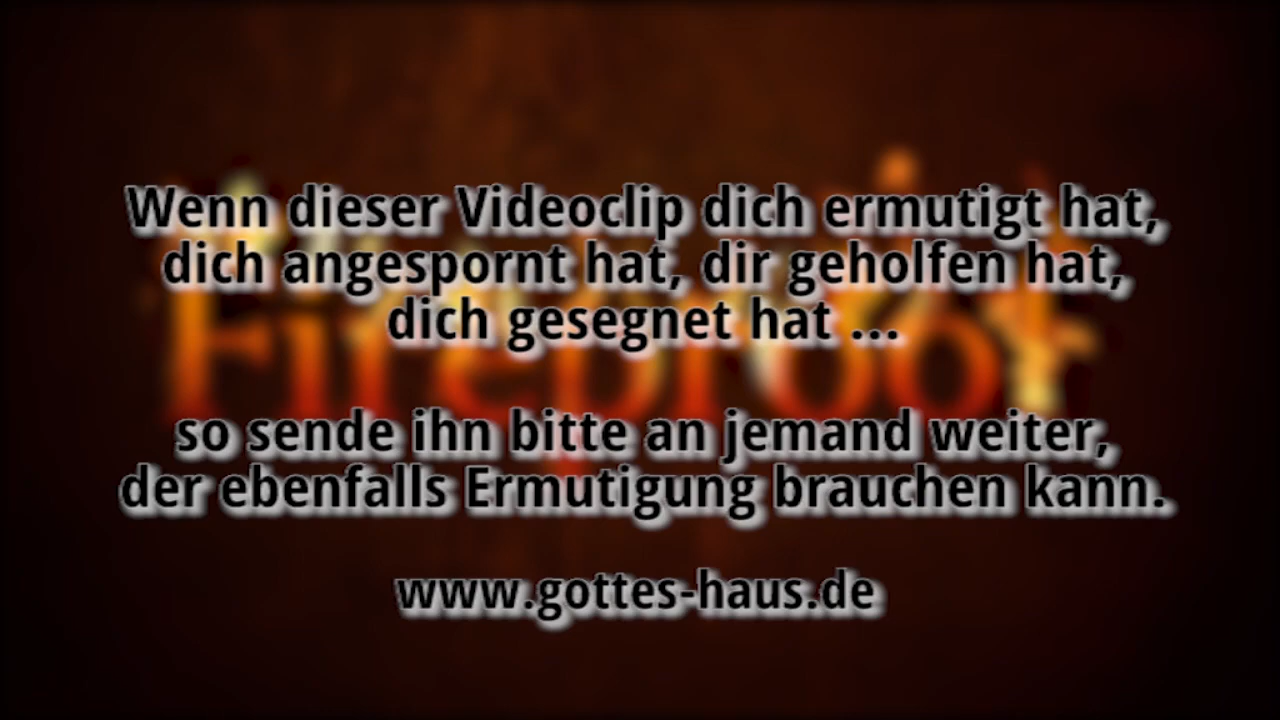 Wenn dieser Videoclip dich ermutigt hat,
dich angespornt hat, dir geholfen hat,
dich gesegnet hat ...
Fireproof
so sende ihn bitte an jemand weiter,
der ebenfalls Ermutigung brauchen kann.
www.gottes-haus.de